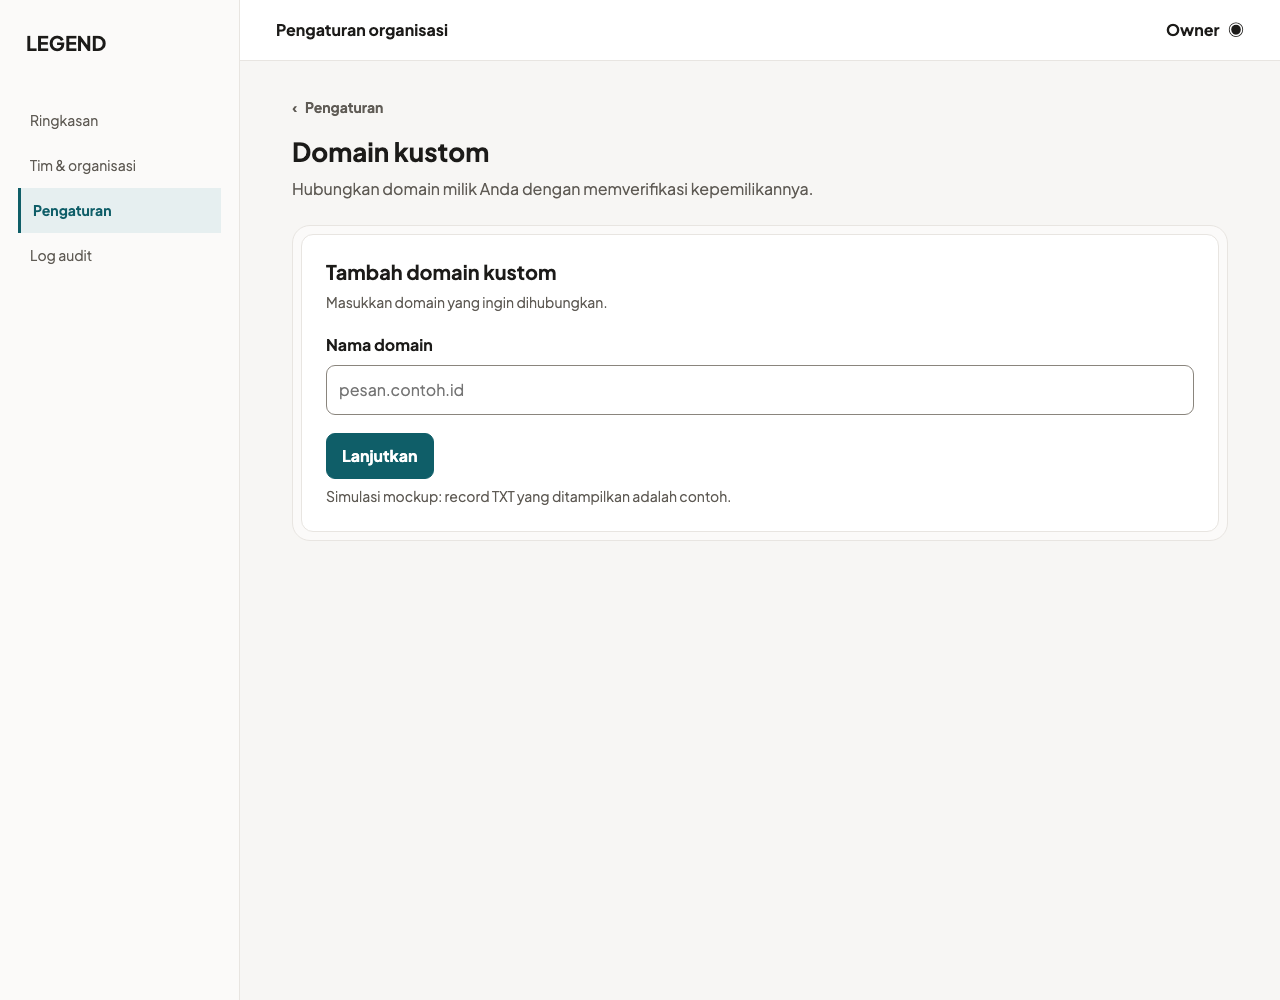 LEGEND
Ringkasan
Tim & organisasi
Pengaturan
Log audit
Pengaturan organisasi
Owner
‹ Pengaturan
Domain kustom
Hubungkan domain milik Anda dengan memverifikasi kepemilikannya.
Tambah domain kustom
Masukkan domain yang ingin dihubungkan.
Nama domain
pesan.contoh.id
Lanjutkan
Simulasi mockup: record TXT yang ditampilkan adalah contoh.